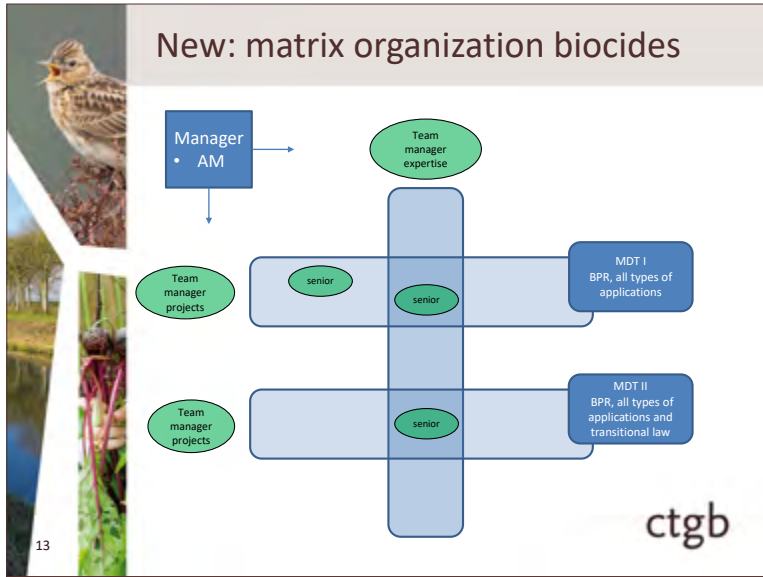 New: matrix organization biocides
Manager
• AM
Team
manager
expertise
Team
manager
projects
senior
senior
MDT I
BPR, all types of
applications
Team
manager
projects
senior
MDT II
BPR, all types of
applications and
transitional law
13
ctgb